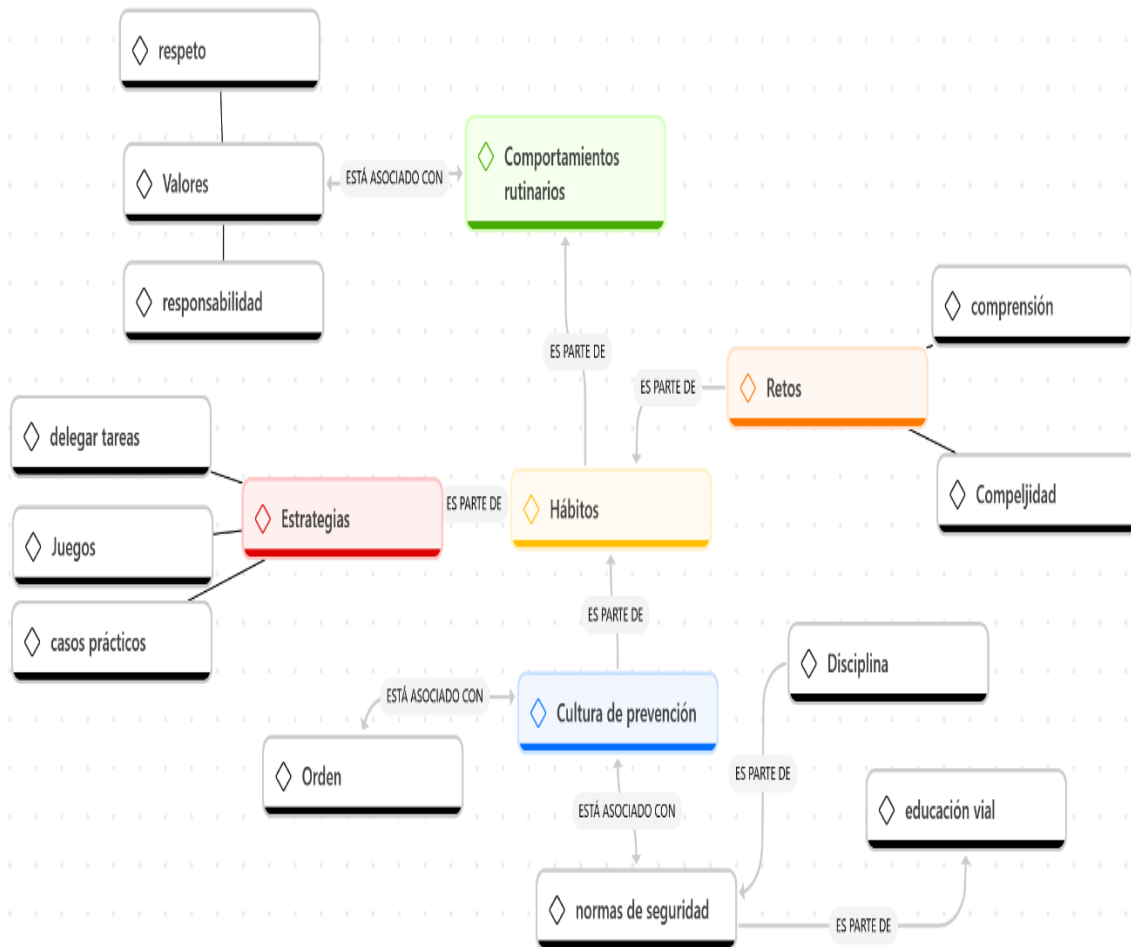 respeto
Comportamientos
rutinarios
Valores
ESTÁ ASOCIADO CON
responsabilidad
comprensión
ES PARTE DE
Retos
ES PARTE DE
delegar tareas
Compeljidad
Estrategias
ES PARTE DE
Hábitos
Juegos
casos prácticos
ES PARTE DE
Disciplina
ESTÁ ASOCIADO CON
Cultura de prevención
Orden
ES PARTE DE
ESTÁ ASOCIADO CON
educación vial
normas de seguridad
ES PARTE DE